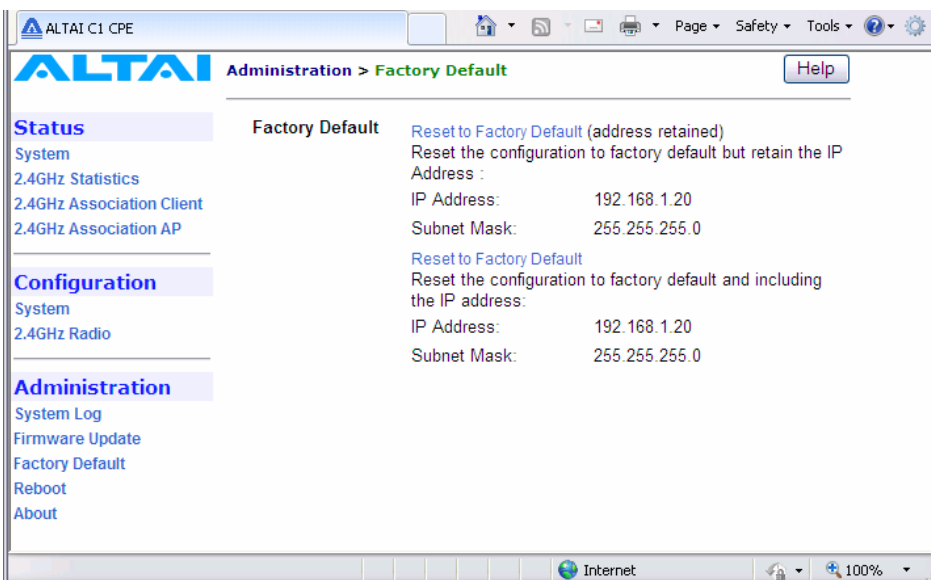 ALTAI C1 CPE
Page Safety Tools
ALTAI
Administration > Factory Default
Help
Status
System
2.4GHz Statistics
2.4GHz Association Client
2.4GHz Association AP
Configuration
System
2.4GHz Radio
Administration
System Log
Firmware Update
Factory Default
Reboot
About
Factory Default
Reset to Factory Default (address retained)
Reset the configuration to factory default but retain the IP
Address :
IP Address: 192.168.1.20
Subnet Mask: 255.255.255.0
Reset to Factory Default
Reset the configuration to factory default and including
the IP address:
IP Address: 192.168.1.20
Subnet Mask: 255.255.255.0
Internet
100%